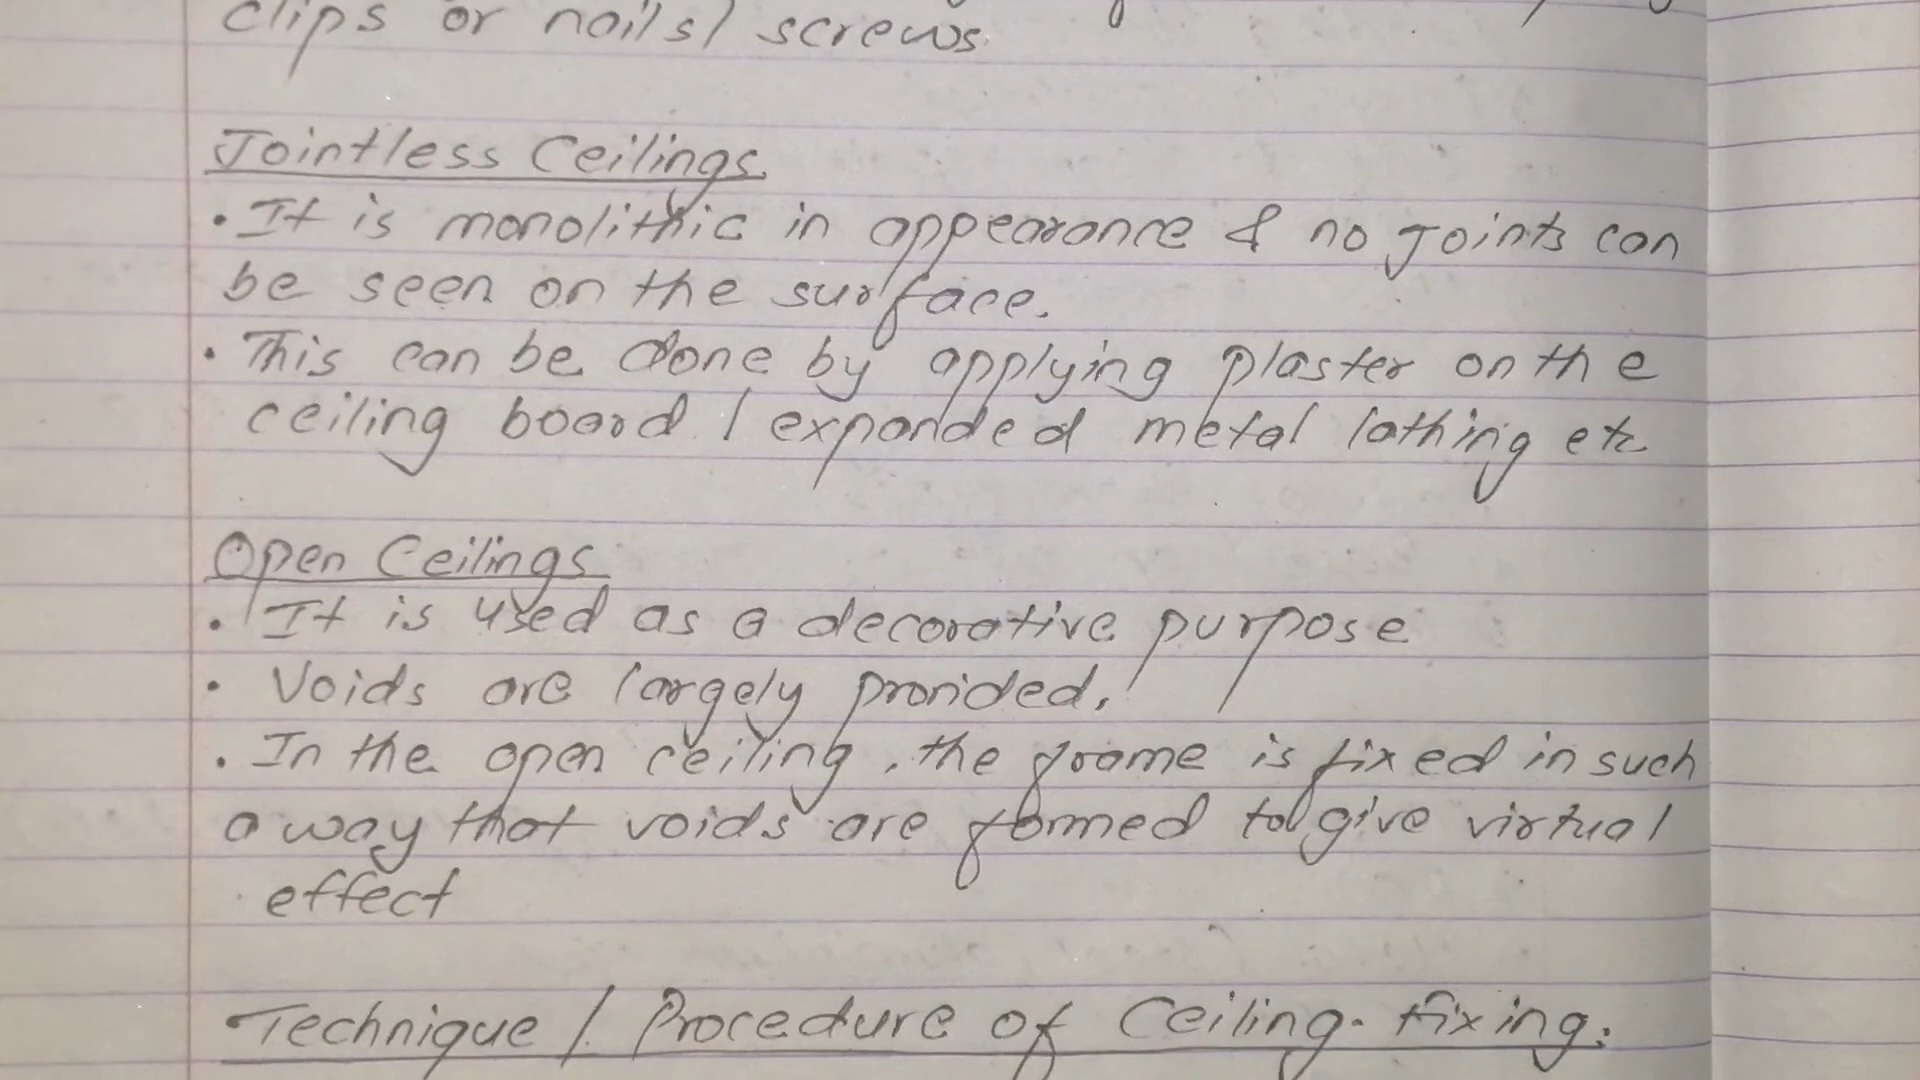 clips or nails/ screws.
Jointless Ceilings.
• It is monolithic in appearance & no joints can
be seen on the surface.
• This can be done by applying plaster on the
ceiling board / expanded metal lathing etc
Open Ceilings
• It is used as a decorative purpose
• Voids are largely provided.
• In the open ceiling, the frame is fixed in such
a way that voids are formed to give virtual
effect
Technique / Procedure of Ceiling fixing: